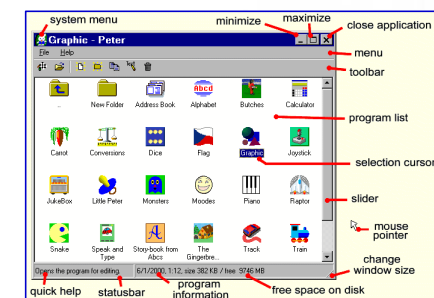 system menu
minimize
maximize
close application
Graphic - Peter
File Help
menu
toolbar
..
New Folder
Address Book
Alphabet
Butches
Calculator
program list
Carrot
Conversions
Dice
Flag
Graphic
Joystick
selection cursor
JukeBox
Little Peter
Monsters
Moodes
Piano
Raptor
slider
mouse
pointer
Snake
Speak and
Type
Story-book from
Abcs
The
Gingerbre...
Track
Train
change
window size
Opens the program for editing.
6/1/2000, 1:12, size 382 KB / free 9746 MB
quick help
statusbar
program
information
free space on disk